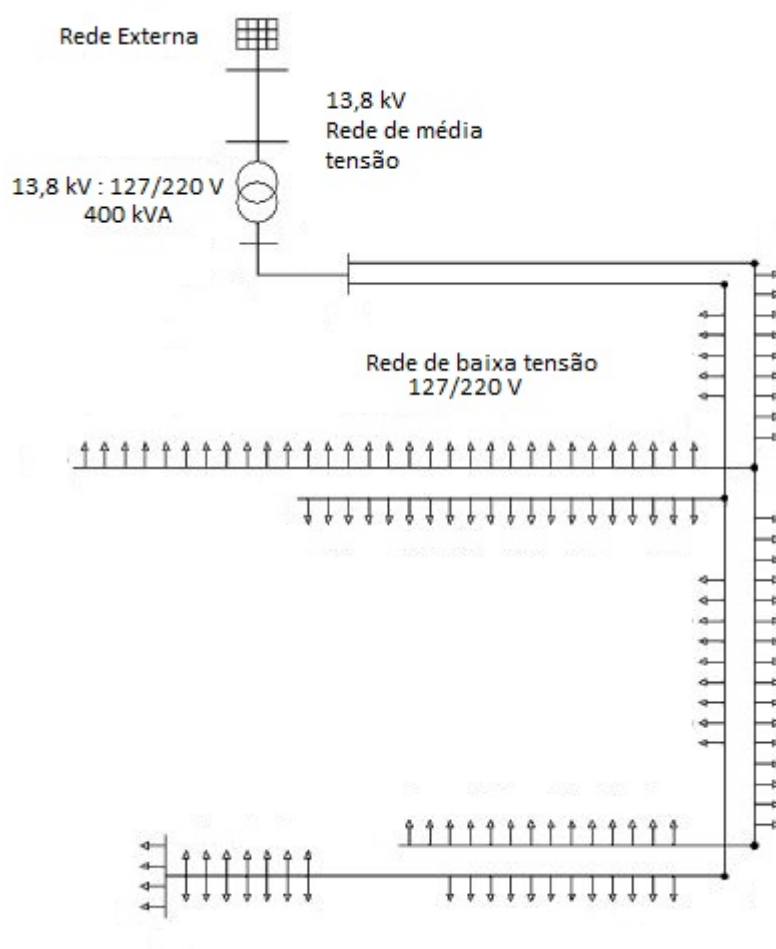 Rede Externa
13,8 kV
Rede de média
tensão
13,8 kV : 127/220 V
400 kVA
Rede de baixa tensão
127/220 V